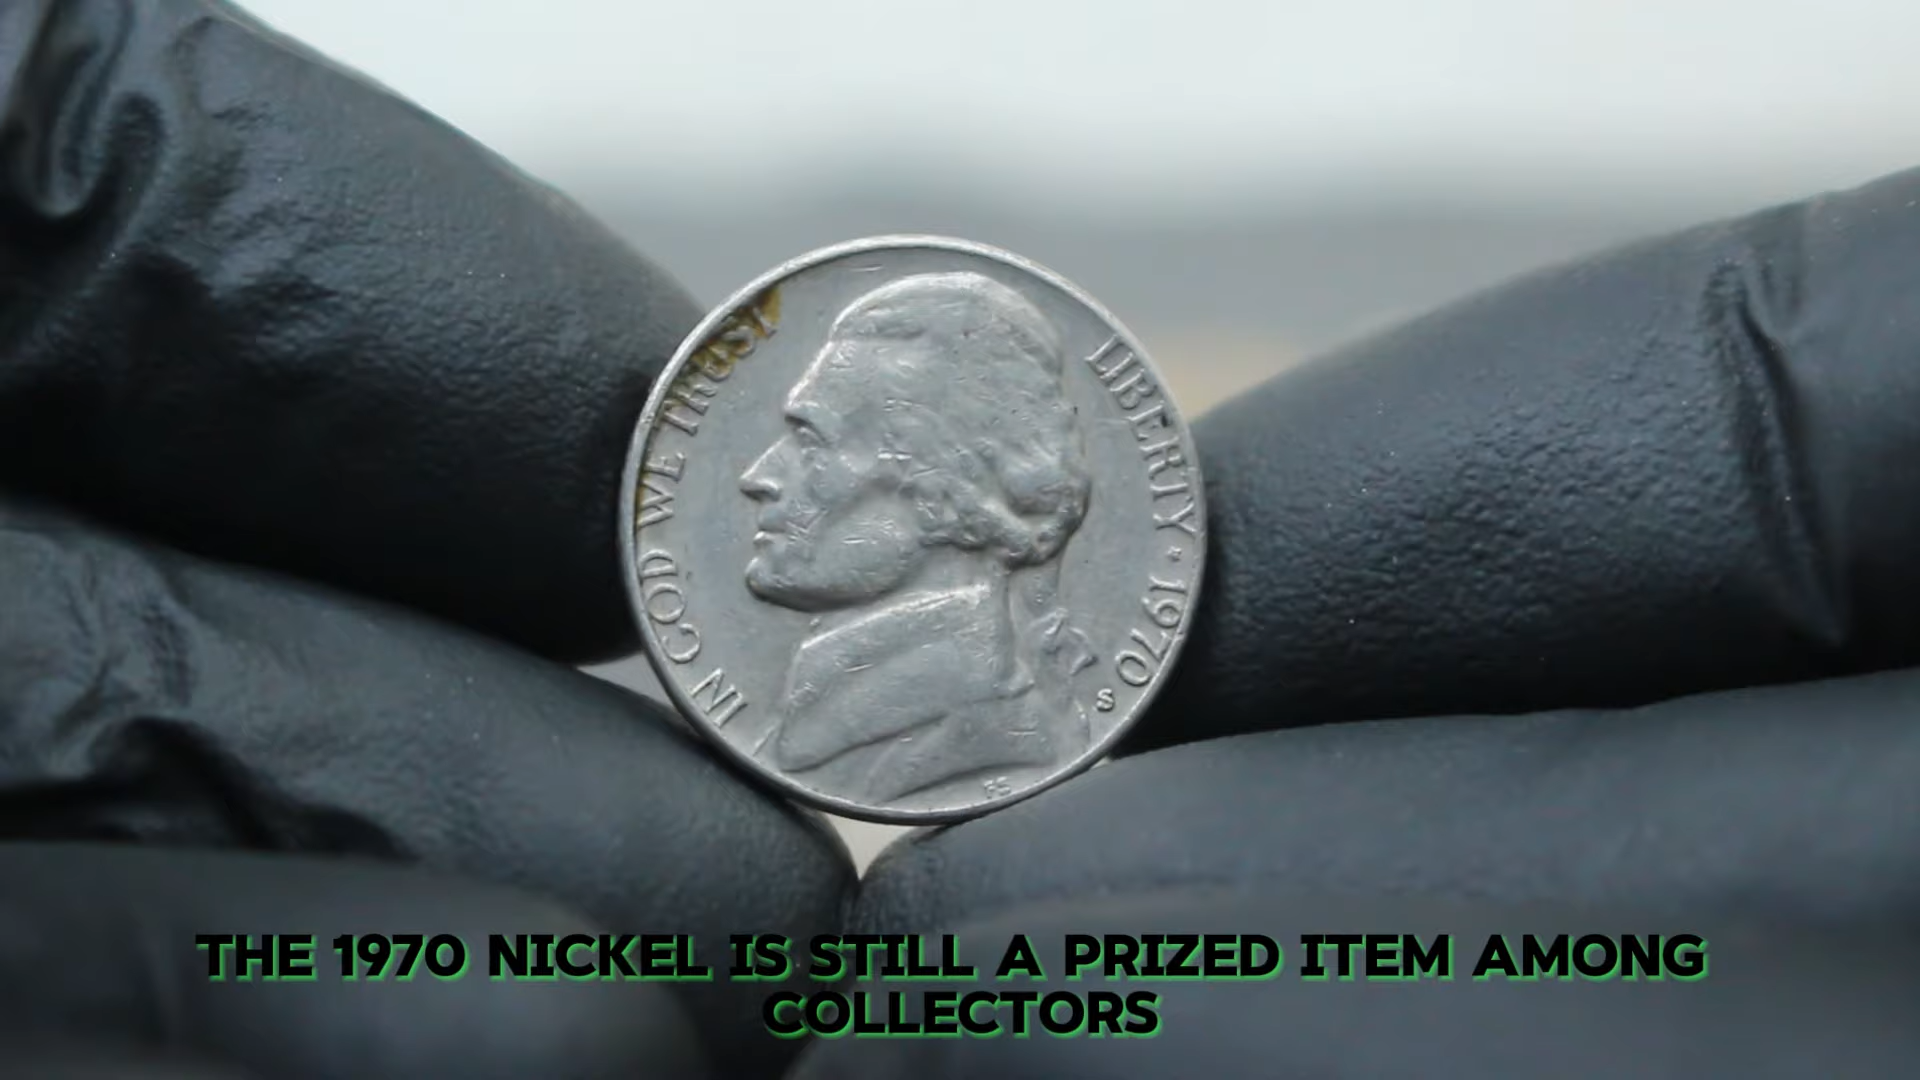 IN GOD WE TRUST
LIBERTY • 1970
S
FS
THE 1970 NICKEL IS STILL A PRIZED ITEM AMONG
COLLECTORS